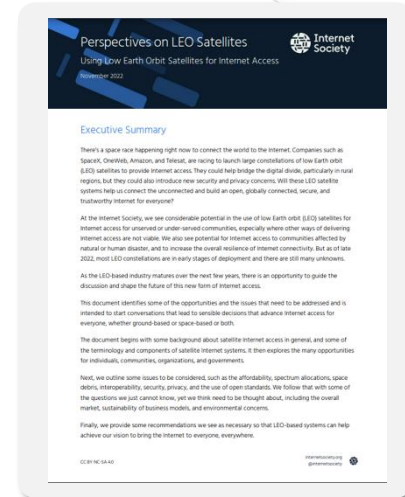 Perspectives on LEO Satellites
Internet
Society
Using Low Earth Orbit Satellites for Internet Access
November 2022
Executive Summary
There's a space race happening right now to connect the world to the Internet. Companies such as
SpaceX, OneWeb, Amazon, and Telesat, are racing to launch large constellations of low Earth orbit
(LEO) satellites to provide Internet access. They could help bridge the digital divide, particularly in rural
regions, but they could also introduce new security and privacy concerns. Will these LEO satellite
systems help us connect the unconnected and build an open, globally connected, secure, and
trustworthy Internet for everyone?
At the Internet Society, we see considerable potential in the use of low Earth orbit (LEO) satellites for
Internet access for unserved or under-served communities, especially where other ways of delivering
Internet access are not viable. We also see potential for Internet access to communities affected by
natural or human disaster, and to increase the overall resilience of Internet connectivity. But as of late
2022, most LEO constellations are in early stages of deployment and there are still many unknowns.
As the LEO-based industry matures over the next few years, there is an opportunity to guide the
discussion and shape the future of this new form of Internet access.
This document identifies some of the opportunities and the issues that need to be addressed and is
intended to start conversations that lead to sensible decisions that advance Internet access for
everyone, whether ground-based or space-based or both.
The document begins with some background about satellite Internet access in general, and some of
the terminology and components of satellite Internet systems. It then explores the many opportunities
for individuals, communities, organizations, and governments.
Next, we outline some issues to be considered, such as the affordability, spectrum allocations, space
debris, interoperability, security, privacy, and the use of open standards. We follow that with some of
the questions we just cannot know, yet we think need to be thought about, including the overall
market, sustainability of business models, and environmental concerns.
Finally, we provide some recommendations we see as necessary so that LEO-based systems can help
achieve our vision to bring the Internet to everyone, everywhere.
CC BY-NC-SA 4.0
internetsociety.org
@internetsociety